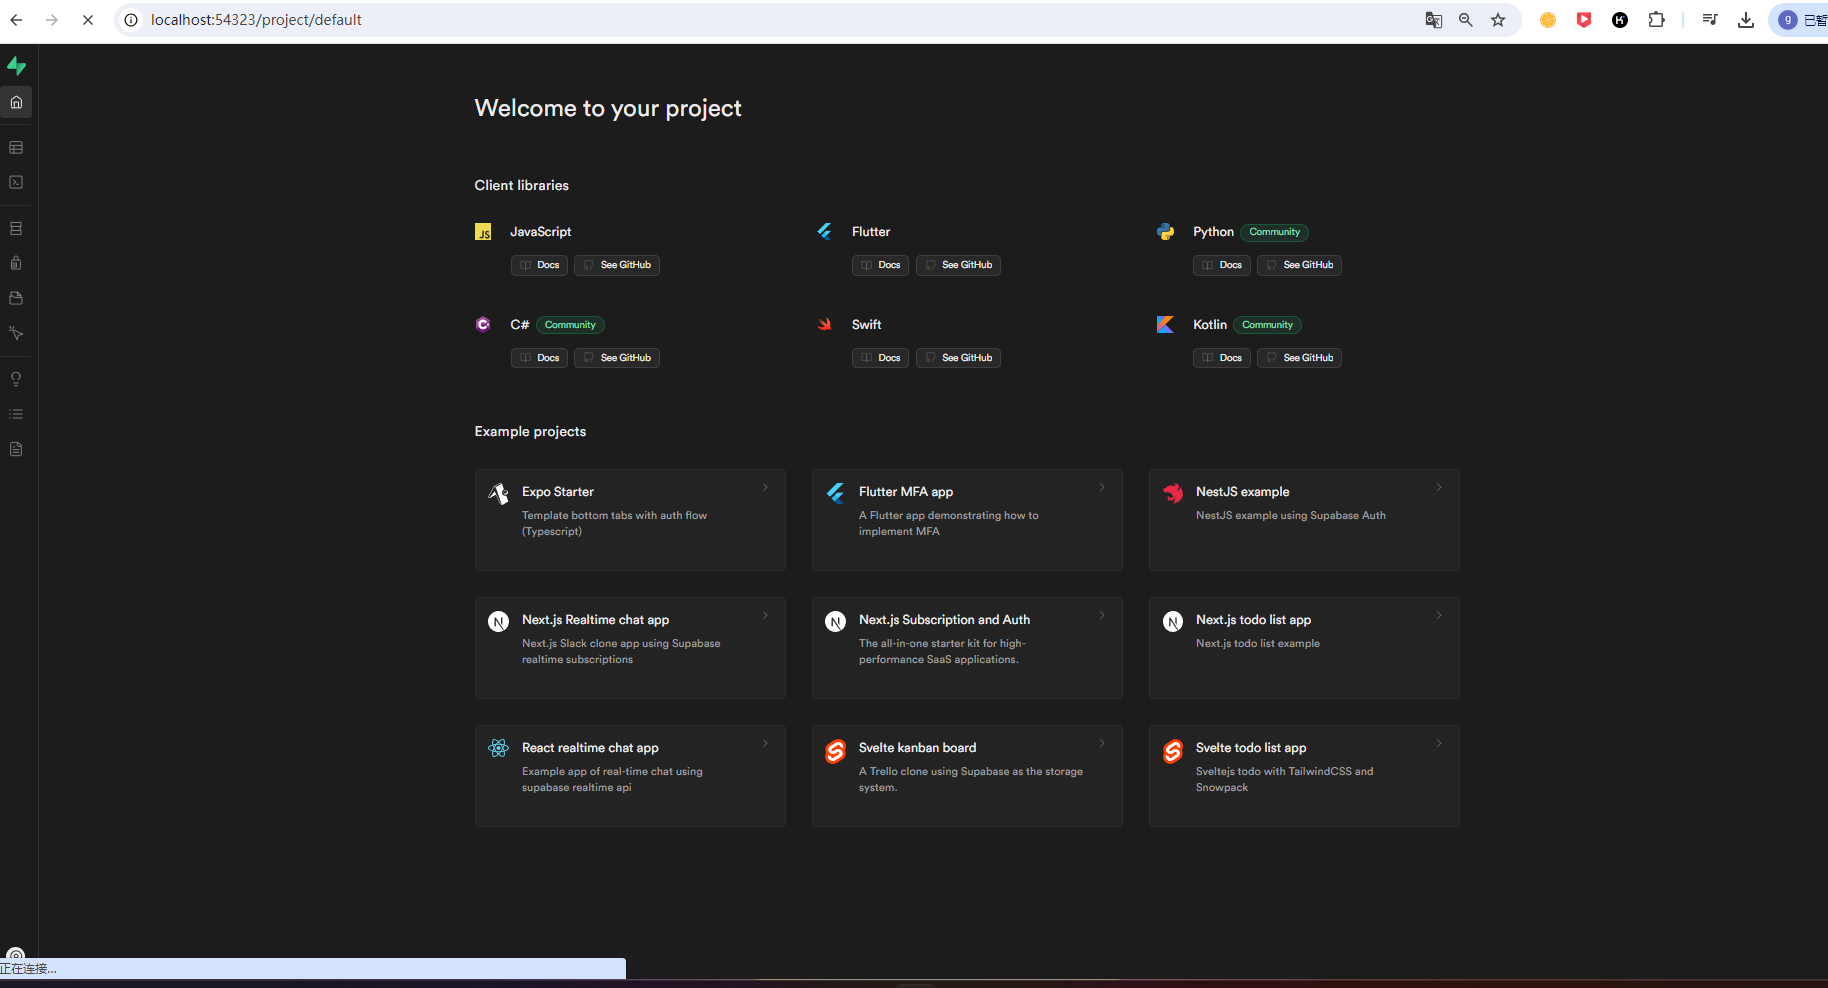 localhost:54323/project/default
g 已暂
Welcome to your project
Client libraries
JS JavaScript
Docs See GitHub
Flutter
Docs See GitHub
Python Community
Docs See GitHub
C C# Community
Docs See GitHub
Swift
Docs See GitHub
Kotlin Community
Docs See GitHub
Example projects
Expo Starter
Template bottom tabs with auth flow
(Typescript)
Flutter MFA app
A Flutter app demonstrating how to
implement MFA
NestJS example
NestJS example using Supabase Auth
N Next.js Realtime chat app
Next.js Slack clone app using Supabase
realtime subscriptions
N Next.js Subscription and Auth
The all-in-one starter kit for high-
performance SaaS applications.
N Next.js todo list app
Next.js todo list example
React realtime chat app
Example app of real-time chat using
supabase realtime api
Svelte kanban board
A Trello clone using Supabase as the storage
system.
Svelte todo list app
Sveltejs todo with TailwindCSS and
Snowpack
正在连接...